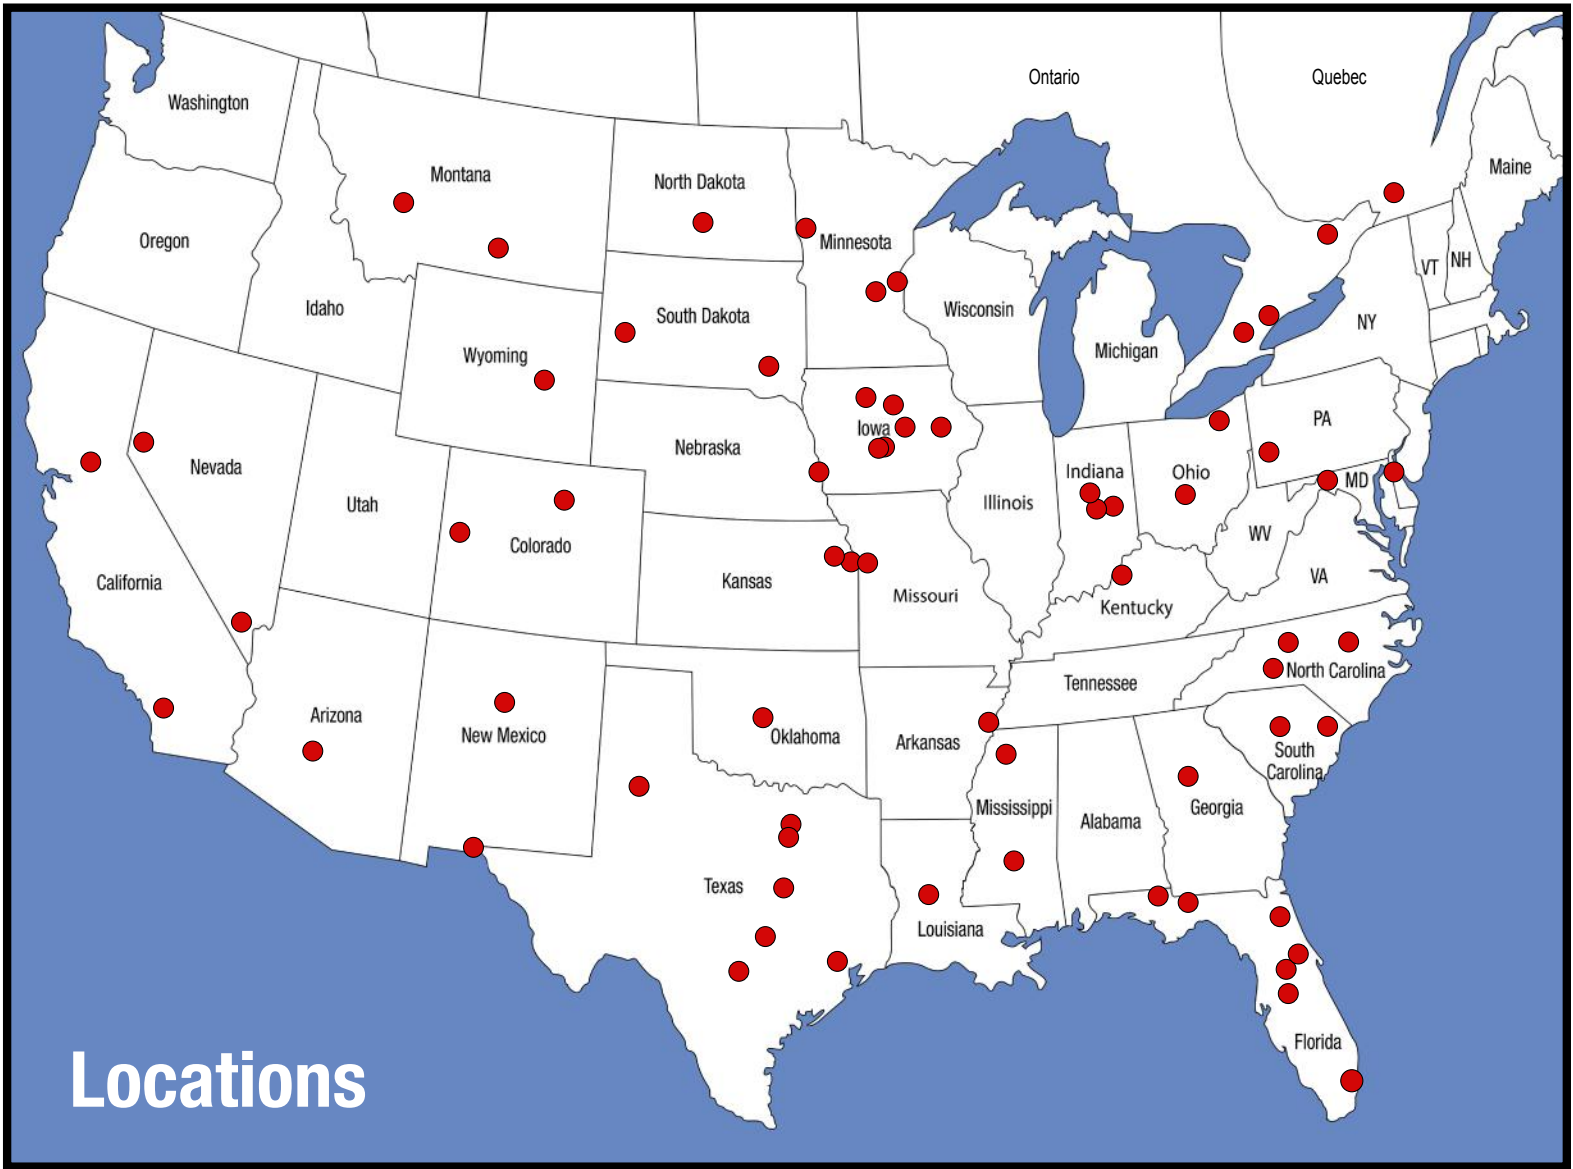 Ontario
Quebec
Washington
Maine
Montana
North Dakota
Oregon
Minnesota
VT
NH
Idaho
South Dakota
Wisconsin
NY
Wyoming
Michigan
Iowa
PA
Nebraska
Nevada
Indiana
Ohio
MD
Utah
Illinois
WV
Colorado
California
Kansas
Missouri
VA
Kentucky
North Carolina
Tennessee
Arizona
New Mexico
Oklahoma
Arkansas
South
Carolina
Mississippi
Georgia
Alabama
Texas
Louisiana
Florida
Locations